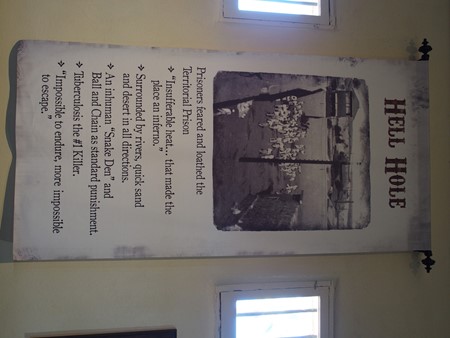 HELL HOLE
Prisoners feared and loathed the
Territorial Prison
❖ "Insufferable heat... that made the
place an inferno."
❖ Surrounded by rivers, quick sand
and desert in all directions.
❖ An inhuman "Snake Den" and
Ball and Chain as standard punishment.
❖ Tuberculosis the #1 Killer.
❖ "Impossible to endure, more impossible
to escape."